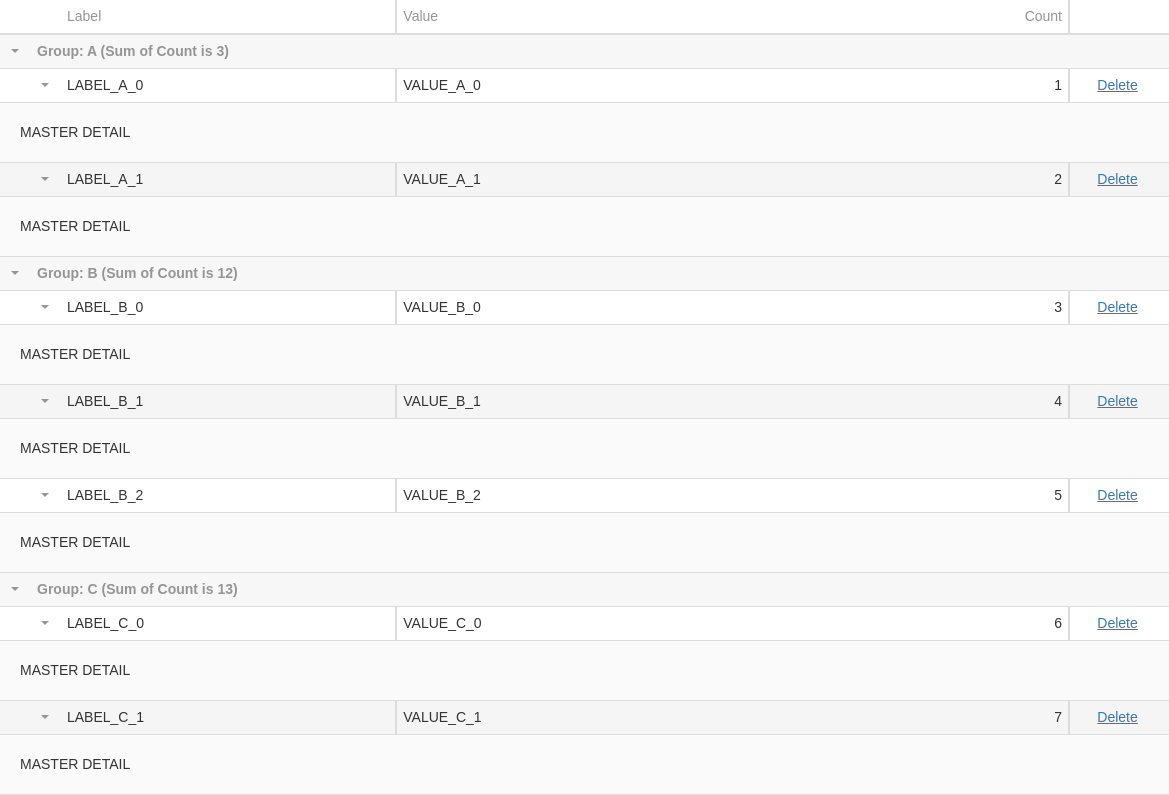 Label Value Count
Group: A (Sum of Count is 3)
LABEL_A_0 VALUE_A_0 1 Delete
MASTER DETAIL
LABEL_A_1 VALUE_A_1 2 Delete
MASTER DETAIL
Group: B (Sum of Count is 12)
LABEL_B_0 VALUE_B_0 3 Delete
MASTER DETAIL
LABEL_B_1 VALUE_B_1 4 Delete
MASTER DETAIL
LABEL_B_2 VALUE_B_2 5 Delete
MASTER DETAIL
Group: C (Sum of Count is 13)
LABEL_C_0 VALUE_C_0 6 Delete
MASTER DETAIL
LABEL_C_1 VALUE_C_1 7 Delete
MASTER DETAIL